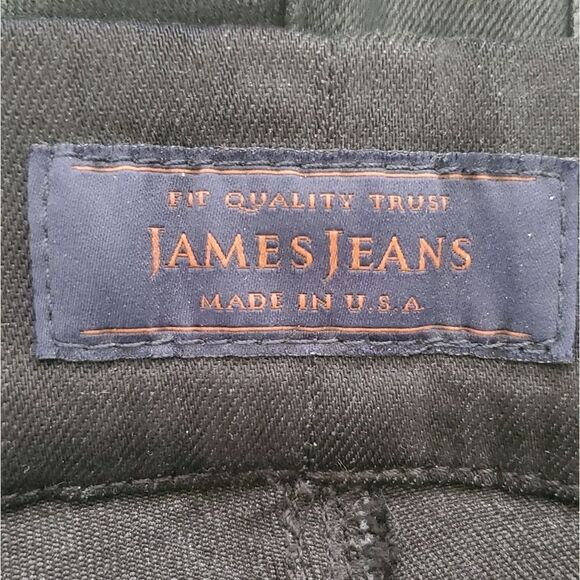 FIT QUALITY TRUST
JAMES JEANS
MADE IN U.S.A